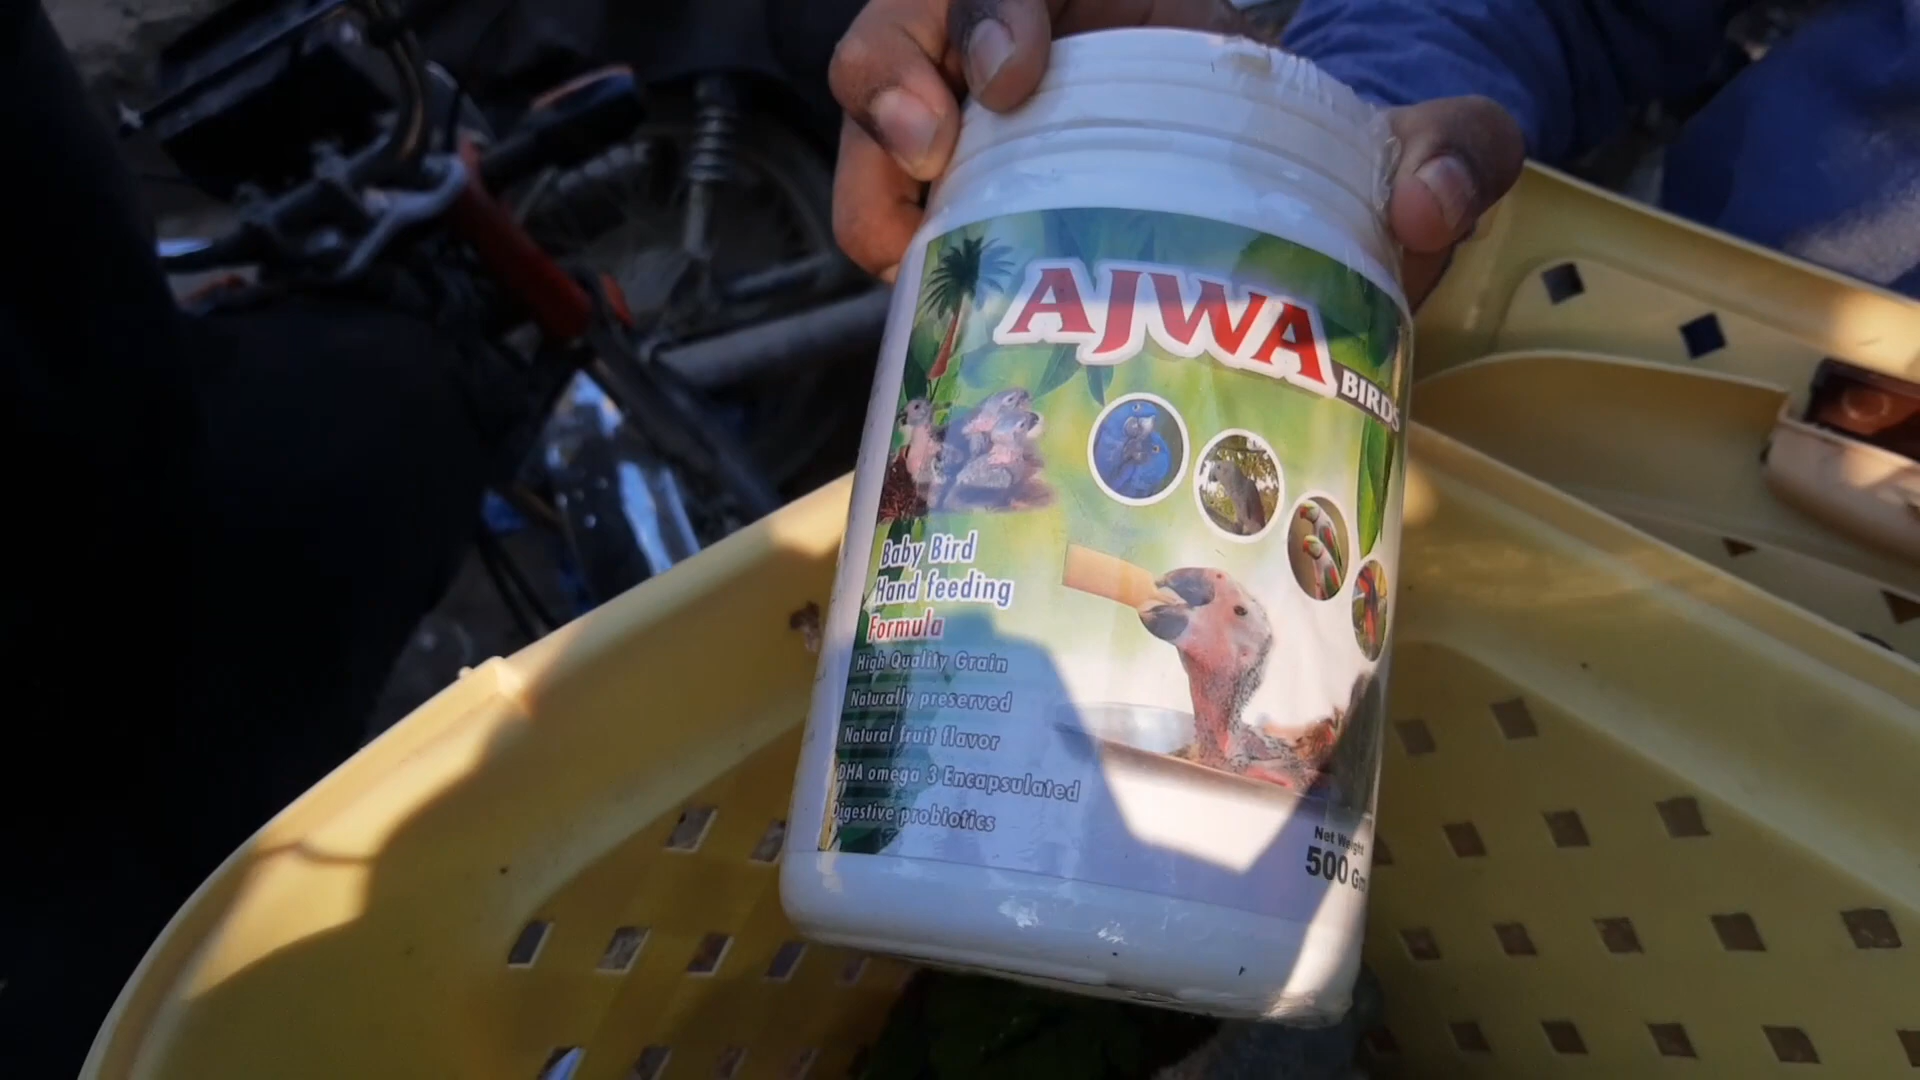 AJWA
BIRDS
Baby Bird
Hand feeding
Formula
High Quality Grain
Naturally preserved
Natural fruit flavor
DHA omega 3 Encapsulated
Digestive probiotics
Net Weight
500 Gm